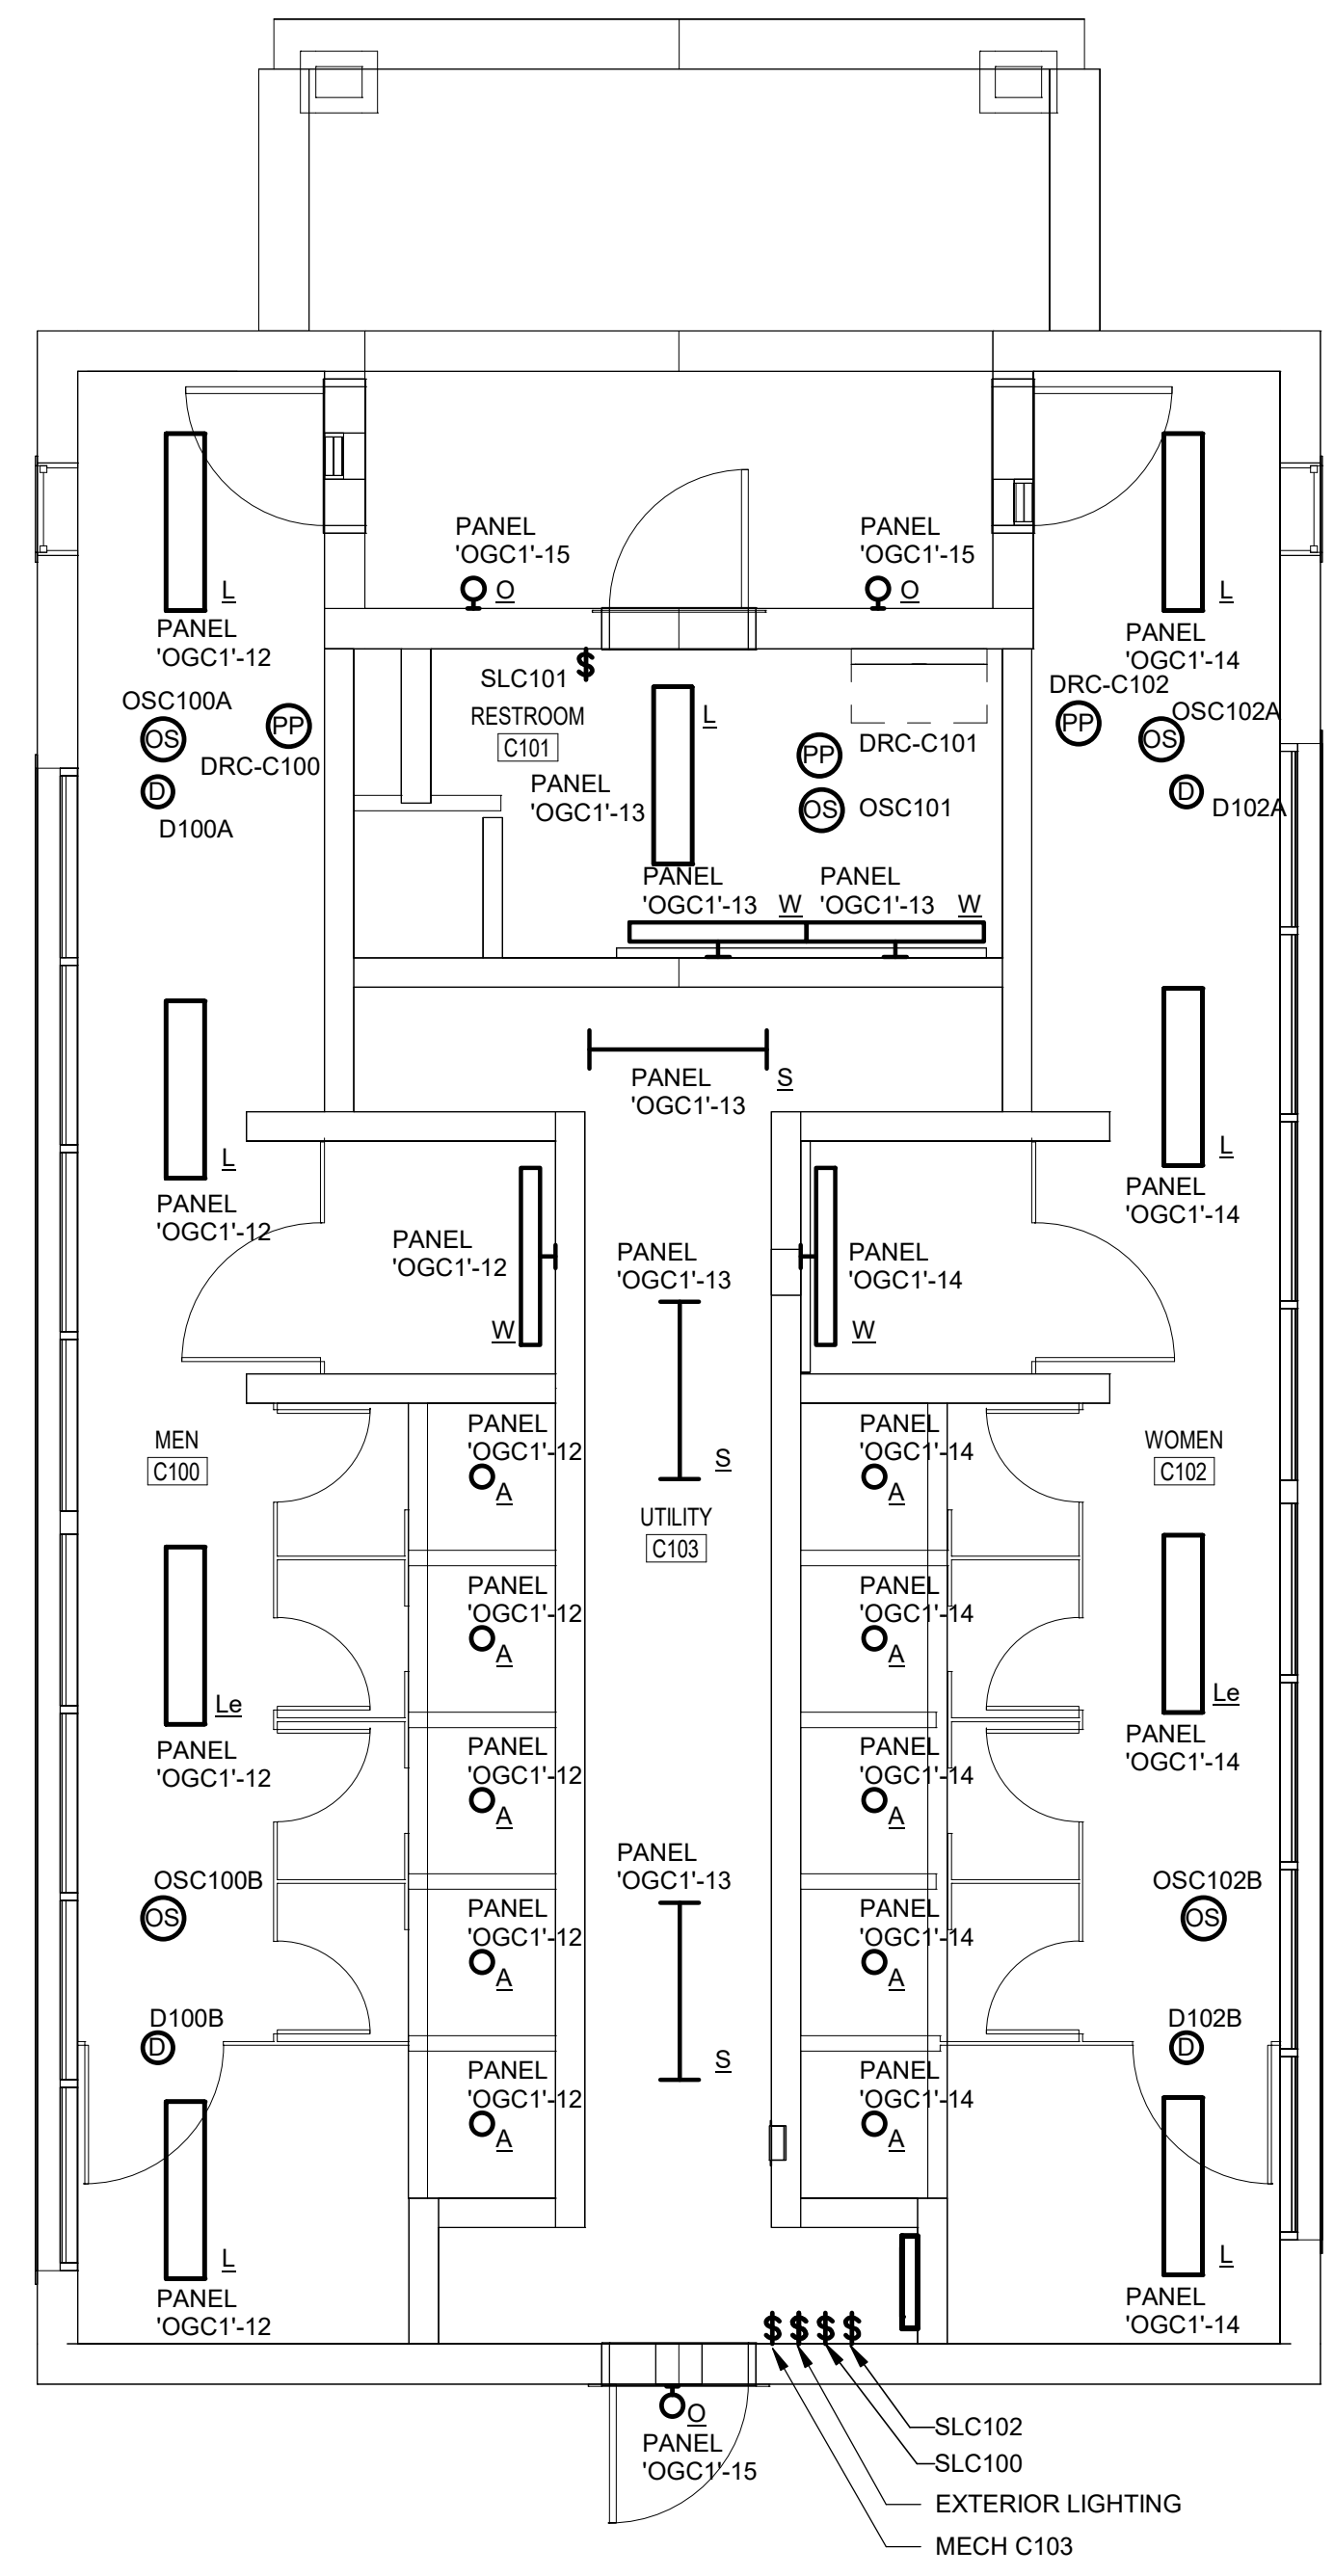 PANEL
'OGC1'-15
O
PANEL
'OGC1'-15
O
L
PANEL
'OGC1'-12
L
PANEL
'OGC1'-14
SLC101
$
RESTROOM
C101
L
PANEL
'OGC1'-13
OSC100A
OS
PP
DRC-C100
D
D100A
PP
DRC-C101
OS
OSC101
DRC-C102
PP
OSC102A
OS
D
D102A
PANEL
'OGC1'-13
W
PANEL
'OGC1'-13
W
PANEL
'OGC1'-13
S
L
PANEL
'OGC1'-12
L
PANEL
'OGC1'-14
PANEL
'OGC1'-12
W
PANEL
'OGC1'-13
S
PANEL
'OGC1'-14
W
MEN
C100
PANEL
'OGC1'-12
A
PANEL
'OGC1'-14
A
WOMEN
C102
UTILITY
C103
PANEL
'OGC1'-12
A
PANEL
'OGC1'-14
A
Le
PANEL
'OGC1'-12
Le
PANEL
'OGC1'-14
PANEL
'OGC1'-12
A
PANEL
'OGC1'-14
A
PANEL
'OGC1'-13
S
OSC100B
OS
PANEL
'OGC1'-12
A
PANEL
'OGC1'-14
A
OSC102B
OS
D100B
D
D102B
D
PANEL
'OGC1'-12
A
PANEL
'OGC1'-14
A
L
PANEL
'OGC1'-12
L
PANEL
'OGC1'-14
$ $ $ $
O
PANEL
'OGC1'-15
SLC102
SLC100
EXTERIOR LIGHTING
MECH C103